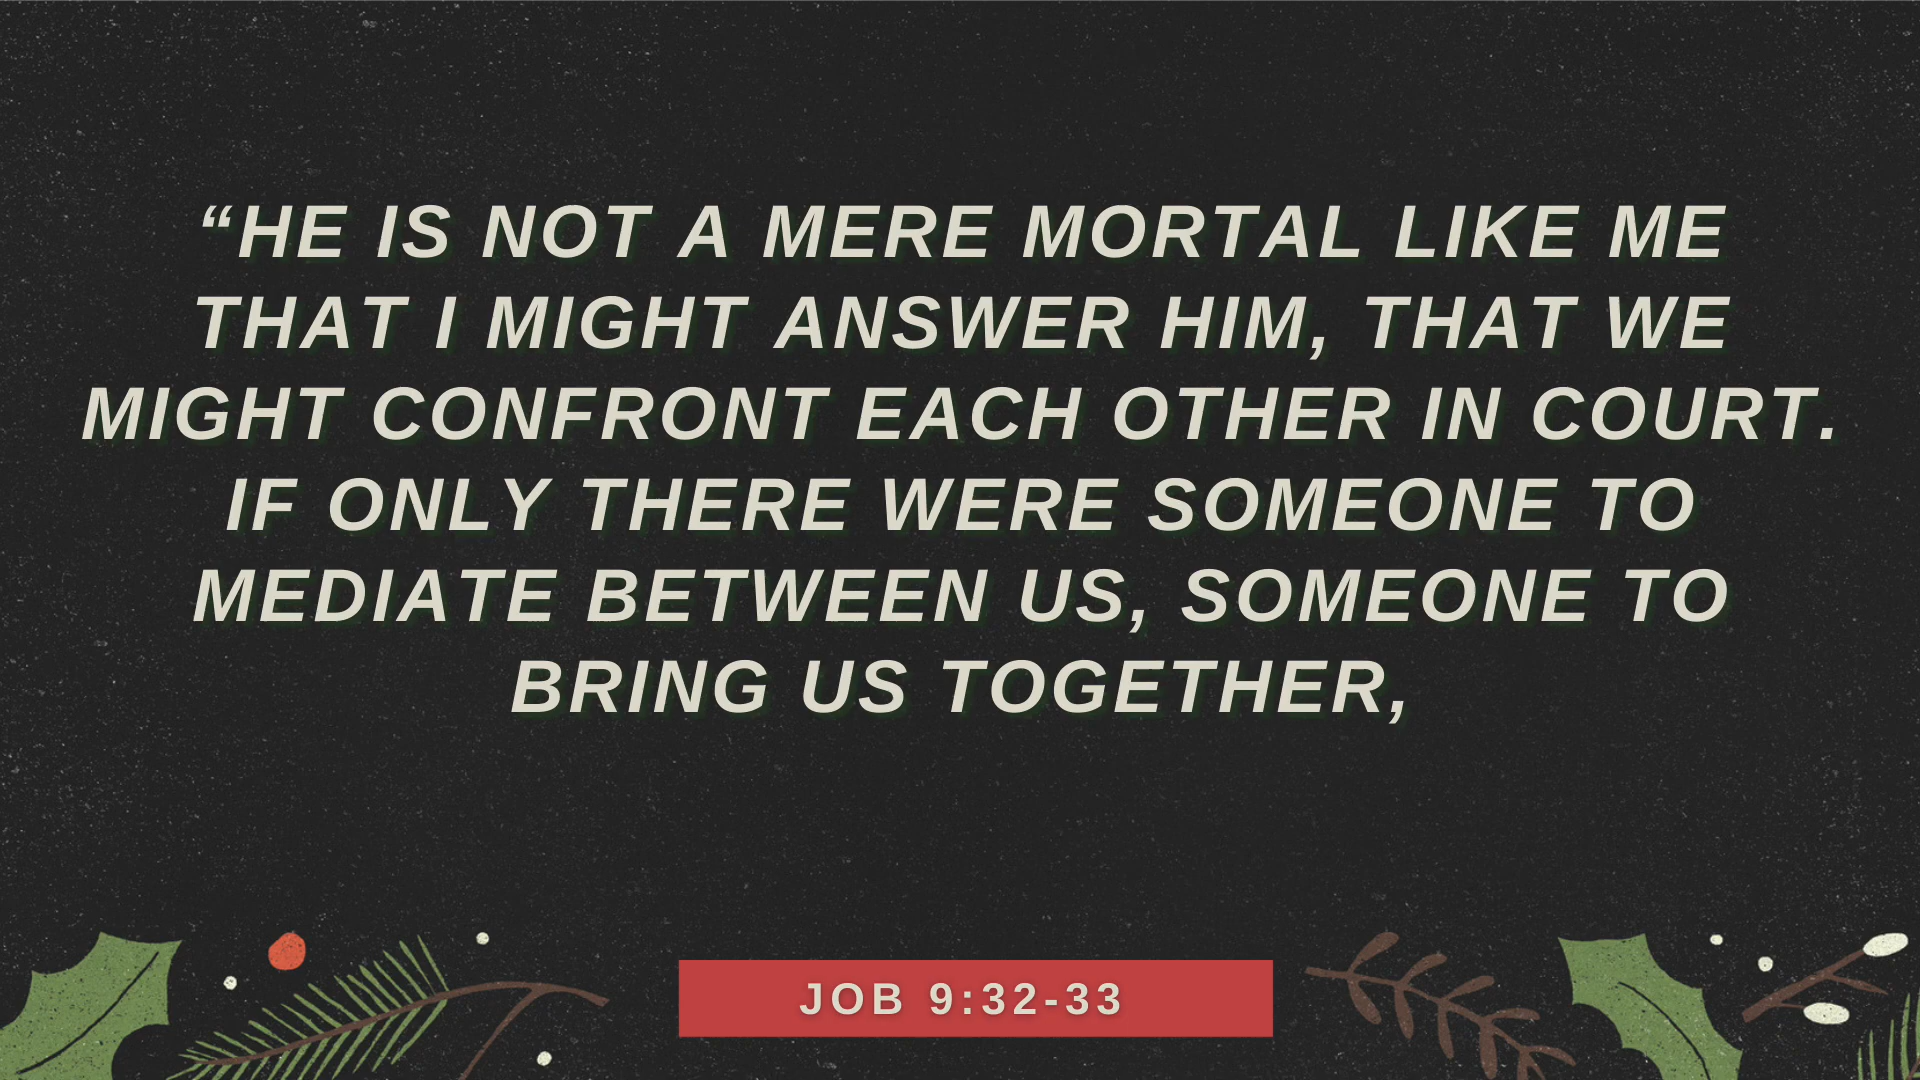 “HE IS NOT A MERE MORTAL LIKE ME
THAT I MIGHT ANSWER HIM, THAT WE
MIGHT CONFRONT EACH OTHER IN COURT.
IF ONLY THERE WERE SOMEONE TO
MEDIATE BETWEEN US, SOMEONE TO
BRING US TOGETHER,
JOB 9:32-33